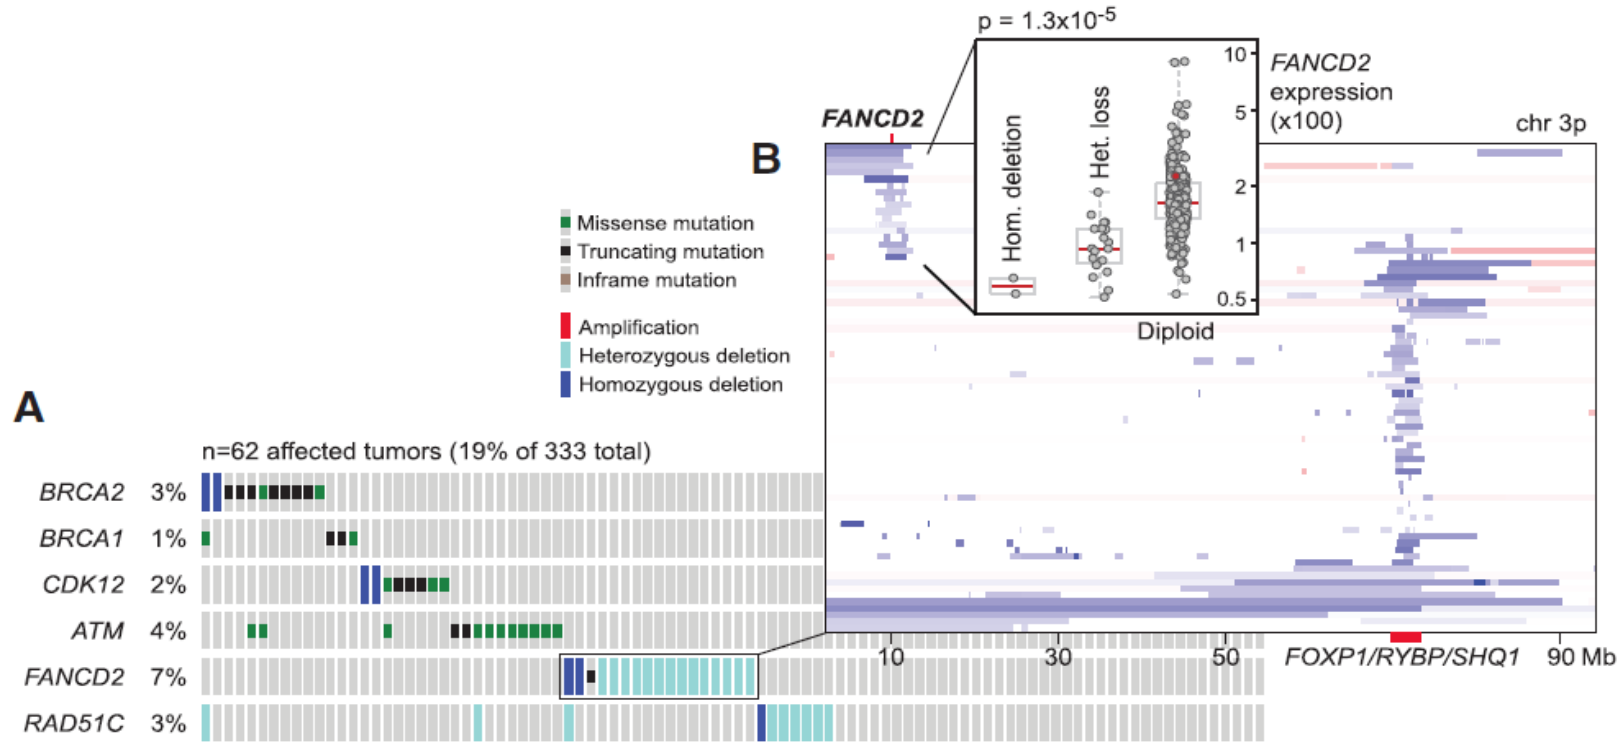 A
Missense mutation
Truncating mutation
Inframe mutation
Amplification
Heterozygous deletion
Homozygous deletion
n=62 affected tumors (19% of 333 total)
BRCA2 3%
BRCA1 1%
CDK12 2%
ATM 4%
FANCD2 7%
RAD51C 3%
B
p = 1.3x10⁻⁵
FANCD2
Hom. deletion
Het. loss
Diploid
10
5
2
1
0.5
FANCD2
expression
(x100)
chr 3p
10 30 50 FOXP1/RYBP/SHQ1 90 Mb